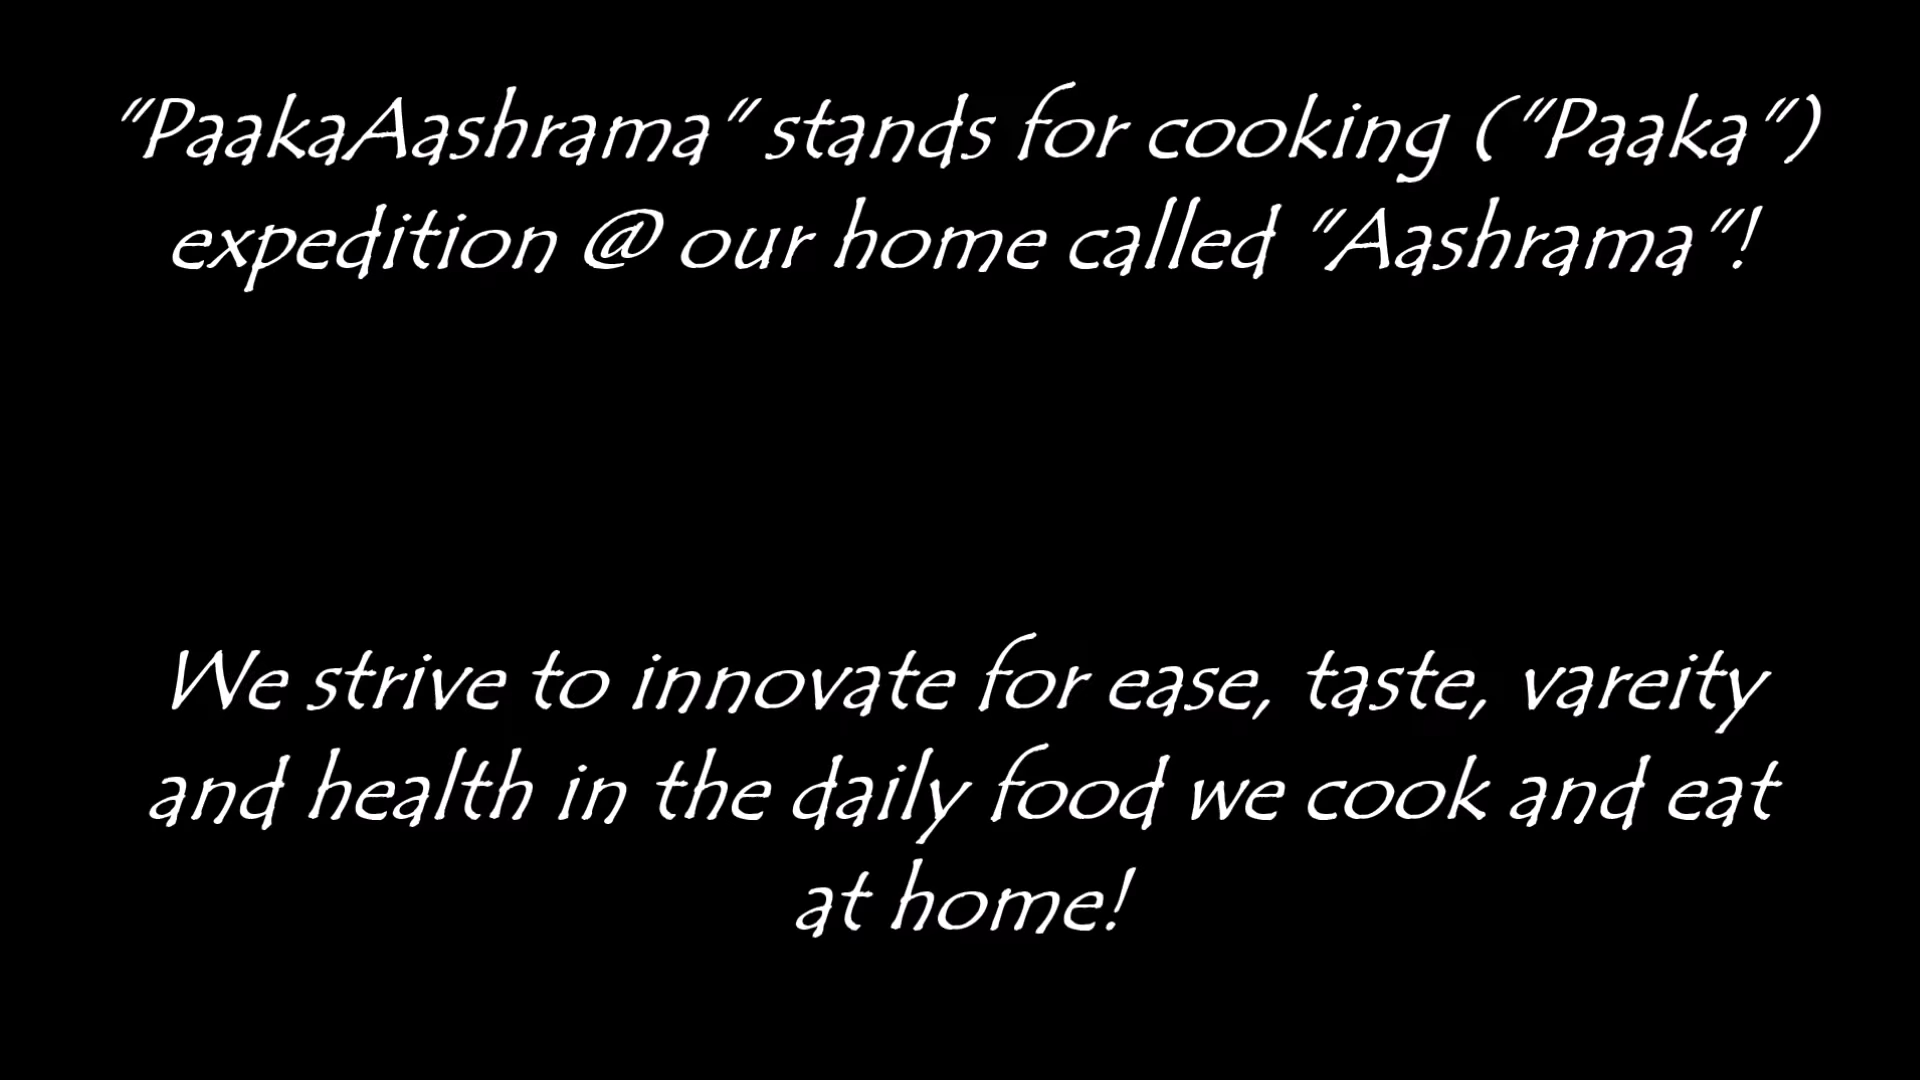 "PaakaAashrama" stands for cooking ("Paaka")
expedition @ our home called "Aashrama"!
We strive to innovate for ease, taste, vareity
and health in the daily food we cook and eat
at home!